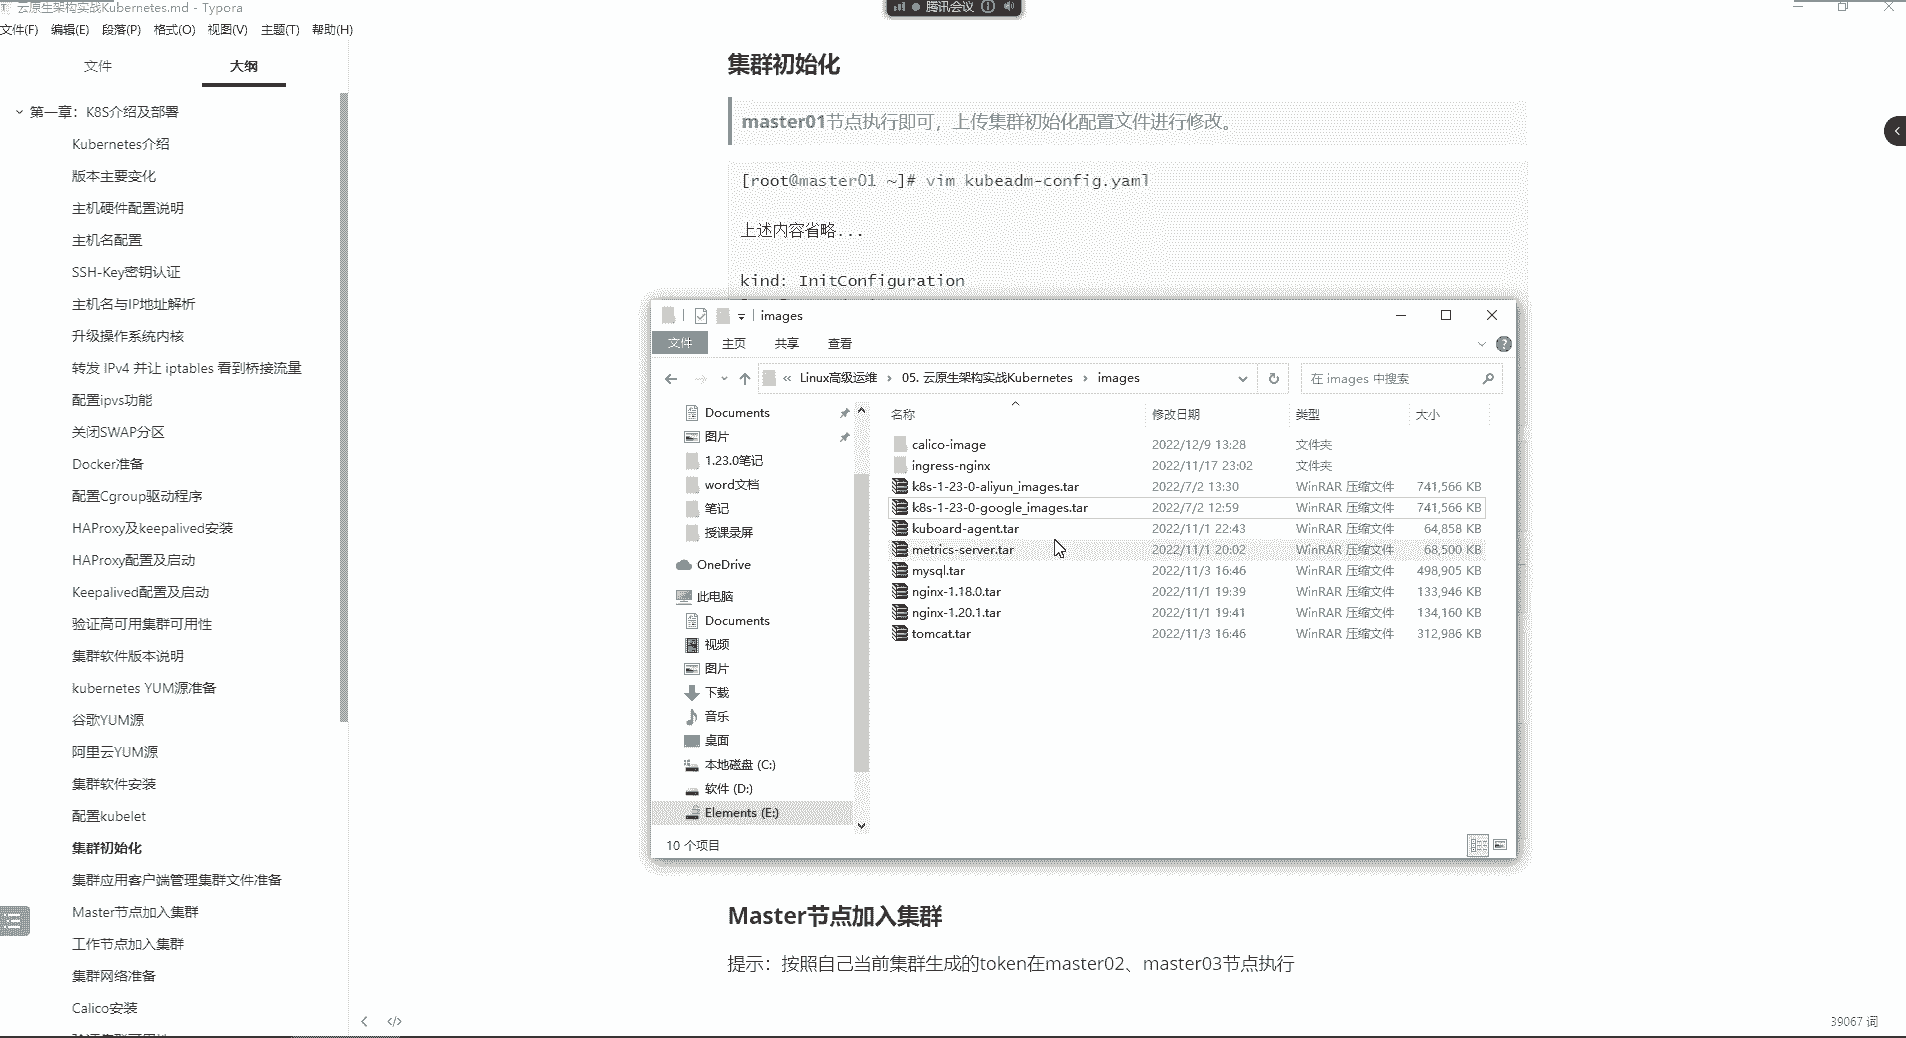 云原生架构实战Kubernetes.md - Typora
腾讯会议
文件(F) 编辑(E) 段落(P) 格式(O) 视图(V) 主题(T) 帮助(H)
文件
大纲
第一章：K8S介绍及部署
Kubernetes介绍
版本主要变化
主机硬件配置说明
主机名配置
SSH-Key密钥认证
主机名与IP地址解析
升级操作系统内核
转发 IPv4 并让 iptables 看到桥接流量
配置ipvs功能
关闭SWAP分区
Docker准备
配置Cgroup驱动程序
HAProxy及keepalived安装
HAProxy配置及启动
Keepalived配置及启动
验证高可用集群可用性
集群软件版本说明
kubernetes YUM源准备
谷歌YUM源
阿里云YUM源
集群软件安装
配置kubelet
集群初始化
集群应用客户端管理集群文件准备
Master节点加入集群
工作节点加入集群
集群网络准备
Calico安装
集群初始化
master01节点执行即可，上传集群初始化配置文件进行修改。
[root@master01 ~]# vim kubeadm-config.yaml
上述内容省略...
kind: InitConfiguration
images
文件 主页 共享 查看
« Linux高级运维 › 05. 云原生架构实战Kubernetes › images
在 images 中搜索
Documents
图片
1.23.0笔记
word文档
笔记
授课录屏
OneDrive
此电脑
Documents
视频
图片
下载
音乐
桌面
本地磁盘 (C:)
软件 (D:)
Elements (E:)
名称 修改日期 类型 大小
calico-image 2022/12/9 13:28 文件夹
ingress-nginx 2022/11/17 23:02 文件夹
k8s-1-23-0-aliyun_images.tar 2022/7/2 13:30 WinRAR 压缩文件 741,566 KB
k8s-1-23-0-google_images.tar 2022/7/2 12:59 WinRAR 压缩文件 741,566 KB
kuboard-agent.tar 2022/11/1 22:43 WinRAR 压缩文件 64,858 KB
metrics-server.tar 2022/11/1 20:02 WinRAR 压缩文件 68,500 KB
mysql.tar 2022/11/3 16:46 WinRAR 压缩文件 498,905 KB
nginx-1.18.0.tar 2022/11/1 19:39 WinRAR 压缩文件 133,946 KB
nginx-1.20.1.tar 2022/11/1 19:41 WinRAR 压缩文件 134,160 KB
tomcat.tar 2022/11/3 16:46 WinRAR 压缩文件 312,986 KB
10 个项目
Master节点加入集群
提示：按照自己当前集群生成的token在master02、master03节点执行
39067 词